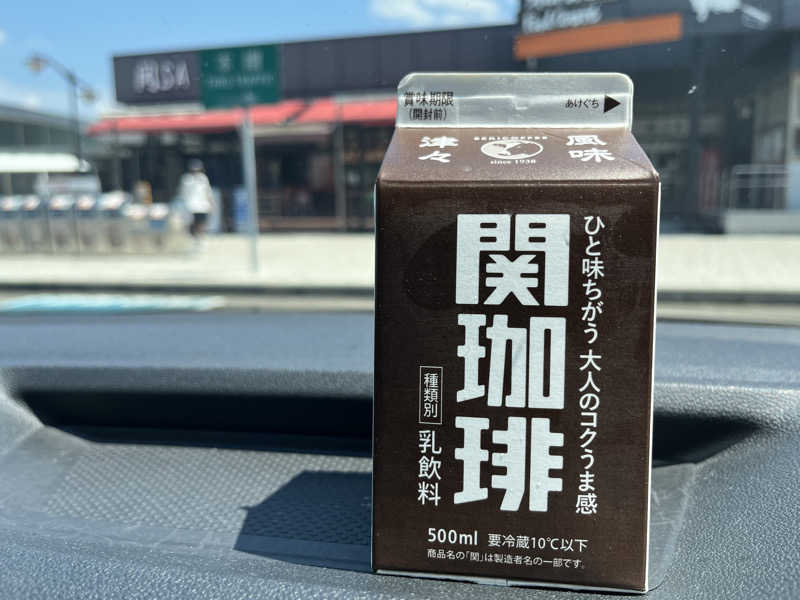 賞味期限
(開封前)
あけぐち▶
風味
津々
SEKICOFFEE
since 1938
ひと味ちがう 大人のコクうま感
関珈琲
種類別
乳飲料
500ml 要冷蔵10℃以下
商品名の「関」は製造者名の一部です。